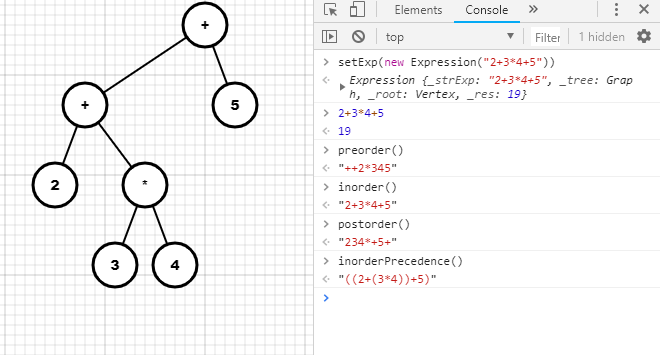 +
+
5
2
*
3
4
Elements Console »
top ▼ Filter 1 hidden
> setExp(new Expression("2+3*4+5"))
Expression {_strExp: "2+3*4+5", _tree: Grap
h, _root: Vertex, _res: 19}
> 2+3*4+5
19
> preorder()
"++2*345"
> inorder()
"2+3*4+5"
> postorder()
"234*+5+"
> inorderPrecedence()
"((2+(3*4))+5)"
>